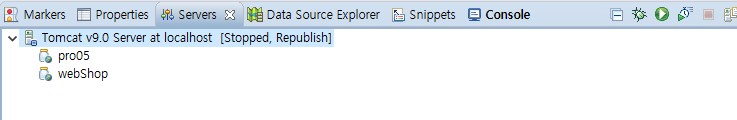 Markers Properties Servers Data Source Explorer Snippets Console
Tomcat v9.0 Server at localhost [Stopped, Republish]
pro05
webShop